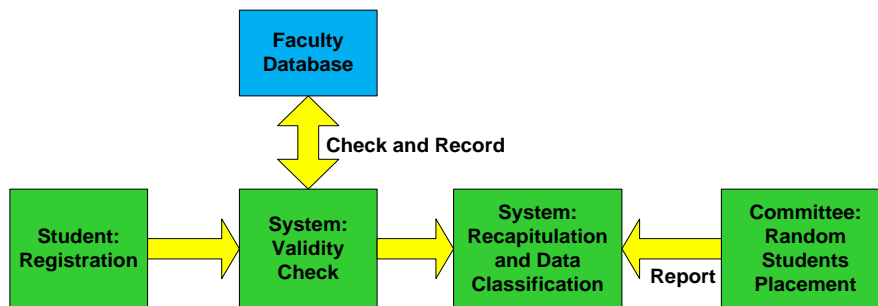 Faculty
Database
Check and Record
Student:
Registration
System:
Validity
Check
System:
Recapitulation
and Data
Classification
Report
Committee:
Random
Students
Placement